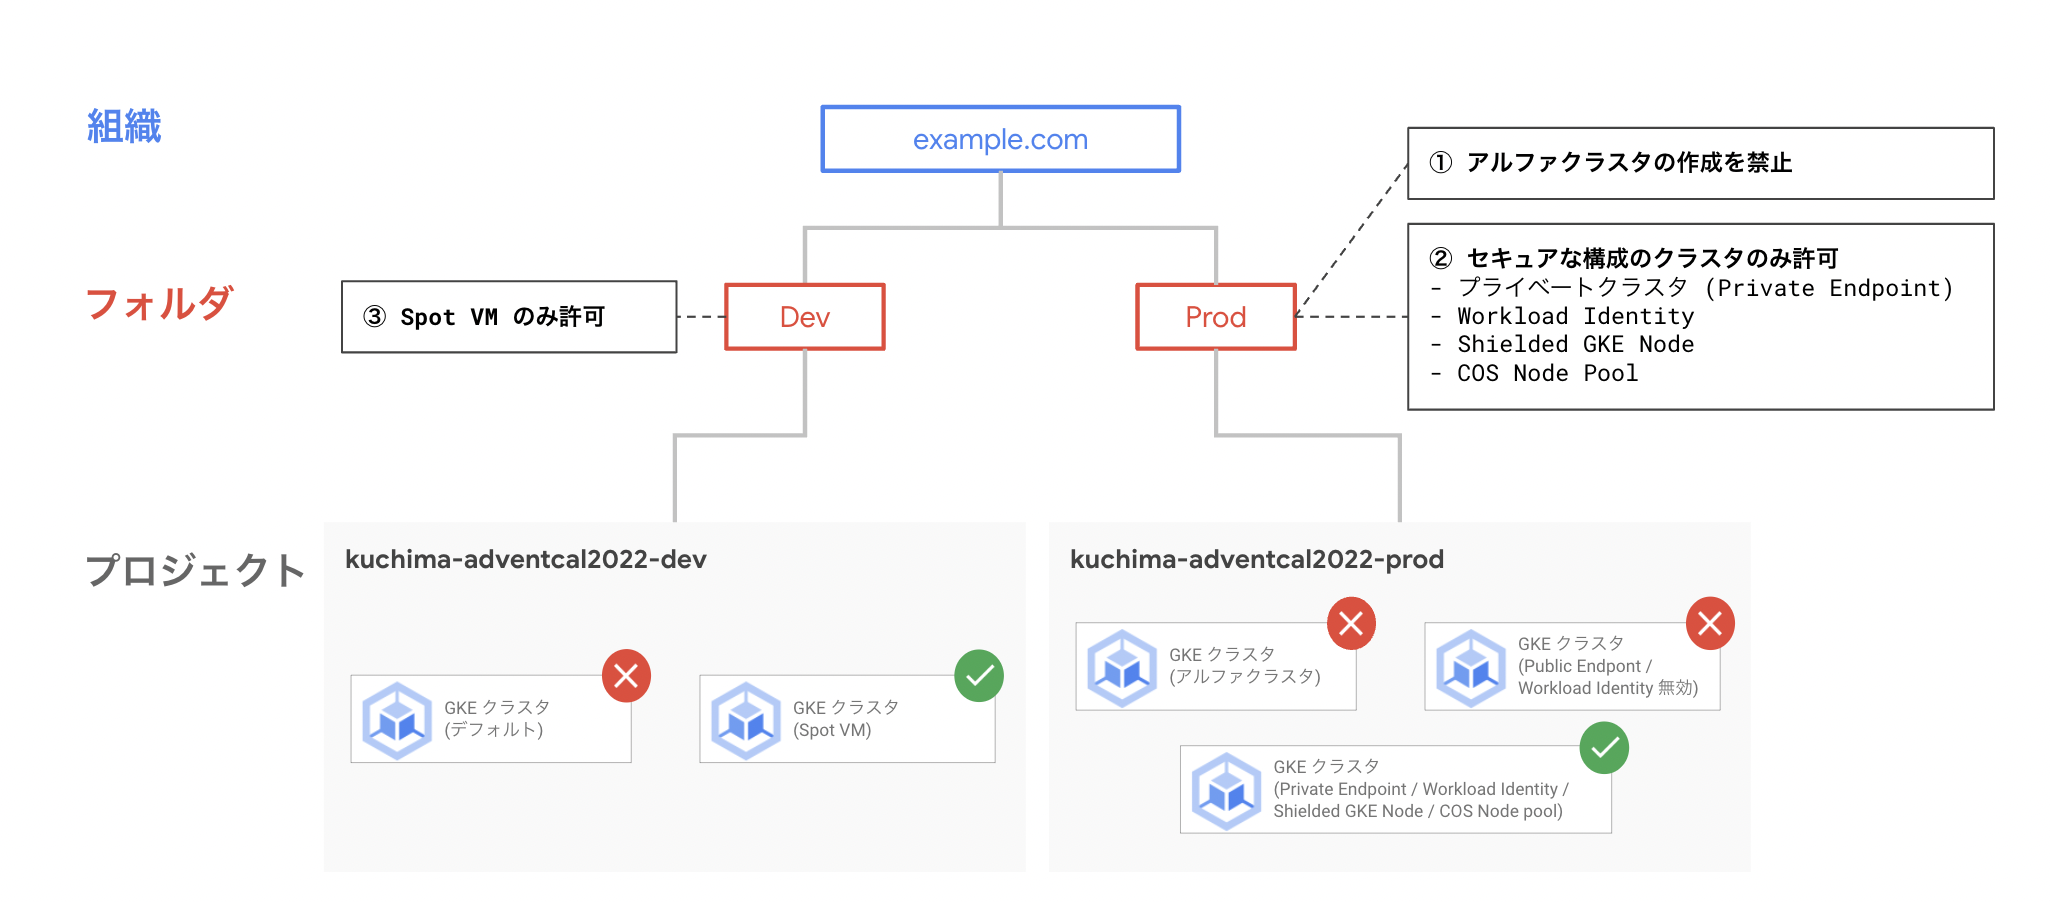 組織
example.com
① アルファクラスタの作成を禁止
② セキュアな構成のクラスタのみ許可
- プライベートクラスタ (Private Endpoint)
- Workload Identity
- Shielded GKE Node
- COS Node Pool
フォルダ
③ Spot VM のみ許可
Dev
Prod
プロジェクト
kuchima-adventcal2022-dev
GKE クラスタ
(デフォルト)
GKE クラスタ
(Spot VM)
kuchima-adventcal2022-prod
GKE クラスタ
(アルファクラスタ)
GKE クラスタ
(Public Endpont /
Workload Identity 無効)
GKE クラスタ
(Private Endpoint / Workload Identity /
Shielded GKE Node / COS Node pool)